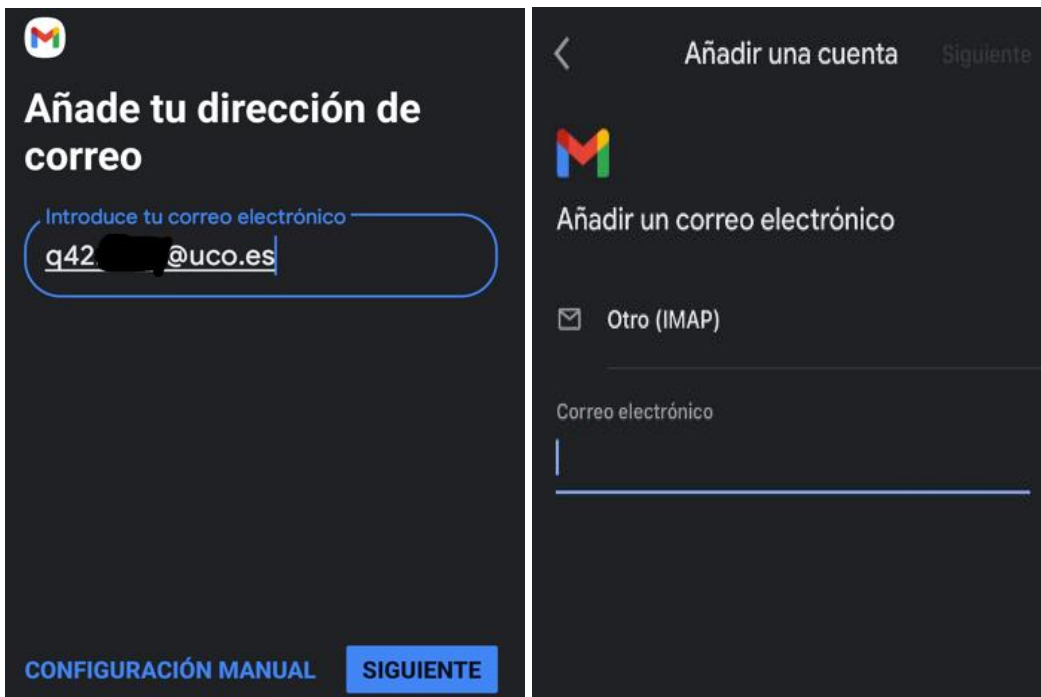 Añade tu dirección de
correo
Introduce tu correo electrónico
q42 @uco.es
CONFIGURACIÓN MANUAL
SIGUIENTE
Añadir una cuenta
Siguiente
Añadir un correo electrónico
Otro (IMAP)
Correo electrónico